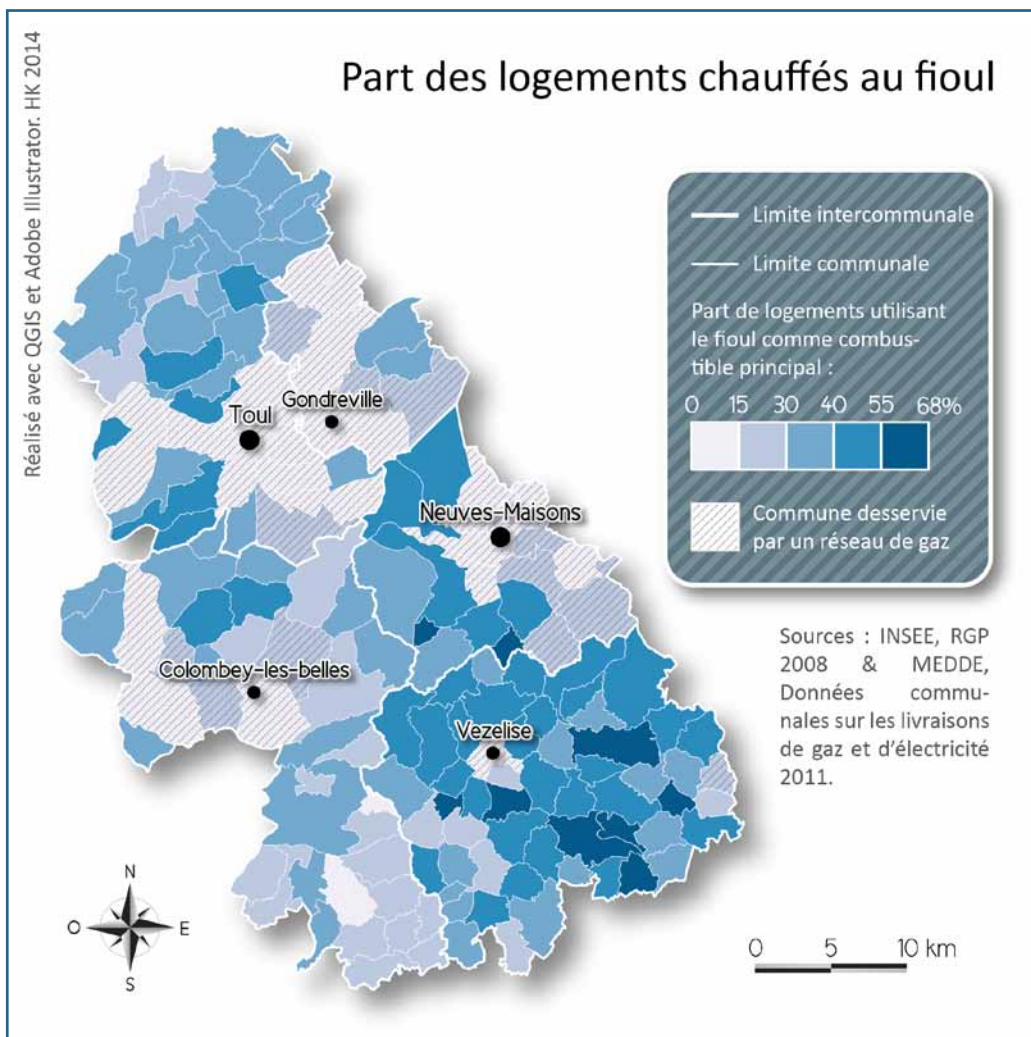 Réalisé avec QGIS et Adobe Illustrator. HK 2014
Part des logements chauffés au fioul
Limite intercommunale
Limite communale
Part de logements utilisant
le fioul comme combus-
tible principal :
0 15 30 40 55 68%
Commune desservie
par un réseau de gaz
Toul
Gondreville
Neuves-Maisons
Colombey-les-belles
Vezelise
Sources : INSEE, RGP
2008 & MEDDE,
Données commu-
nales sur les livraisons
de gaz et d'électricité
2011.
N
O E
S
0 5 10 km